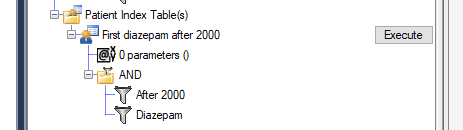 Patient Index Table(s)
First diazepam after 2000
Execute
0 parameters ()
AND
After 2000
Diazepam